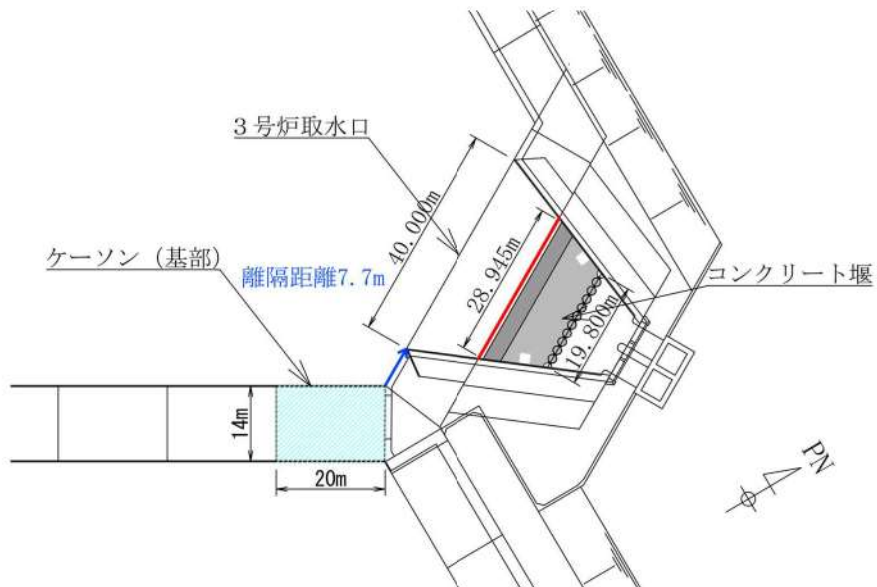 3号炉取水口
40.000m
ケーソン（基部）
離隔距離7.7m
28.945m
コンクリート堰
19.800m
14m
20m
PN